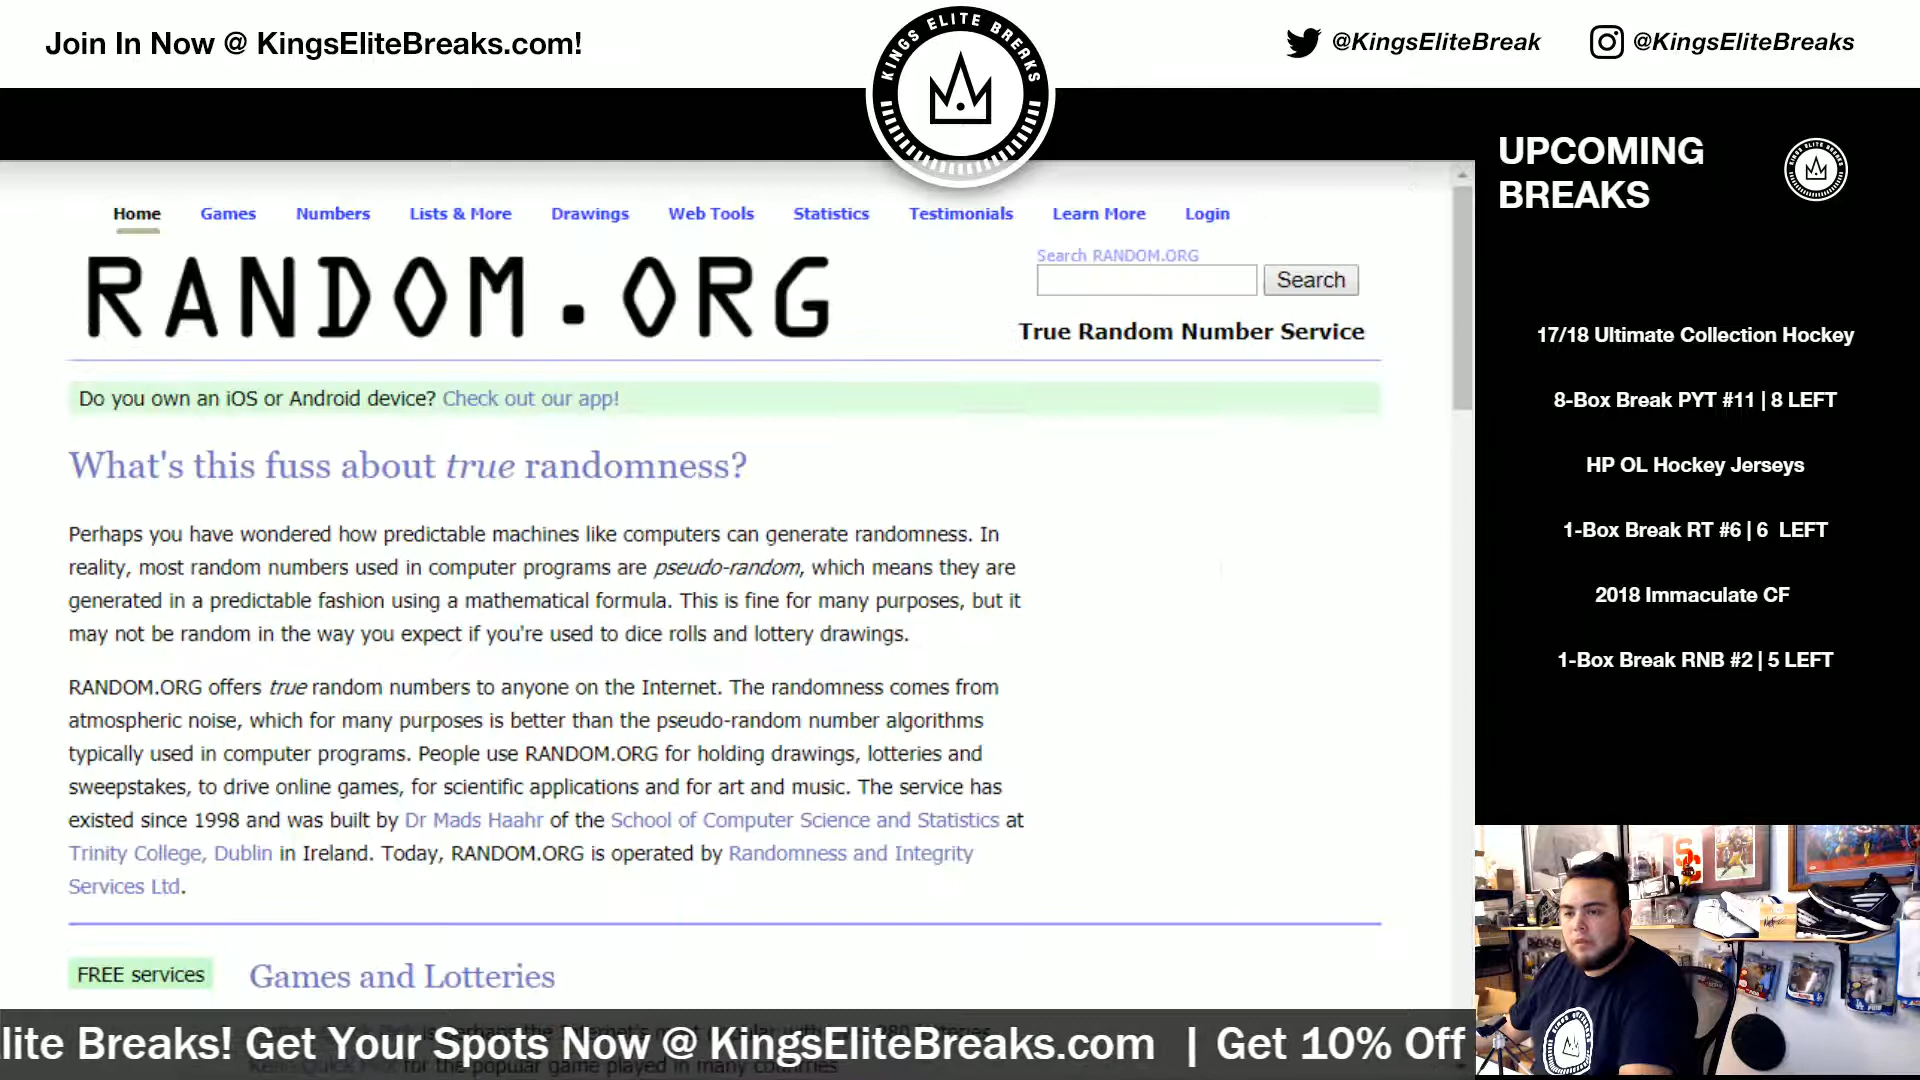 Join In Now @ KingsEliteBreaks.com!
KINGS ELITE BREAKS
@KingsEliteBreak
@KingsEliteBreaks
UPCOMING
BREAKS
KINGS ELITE BREAKS
17/18 Ultimate Collection Hockey
8-Box Break PYT #11 | 8 LEFT
HP OL Hockey Jerseys
1-Box Break RT #6 | 6 LEFT
2018 Immaculate CF
1-Box Break RNB #2 | 5 LEFT
Home Games Numbers Lists & More Drawings Web Tools Statistics Testimonials Learn More Login
RANDOM.ORG
Search RANDOM.ORG
Search
True Random Number Service
Do you own an iOS or Android device? Check out our app!
What's this fuss about true randomness?
Perhaps you have wondered how predictable machines like computers can generate randomness. In
reality, most random numbers used in computer programs are pseudo-random, which means they are
generated in a predictable fashion using a mathematical formula. This is fine for many purposes, but it
may not be random in the way you expect if you're used to dice rolls and lottery drawings.
RANDOM.ORG offers true random numbers to anyone on the Internet. The randomness comes from
atmospheric noise, which for many purposes is better than the pseudo-random number algorithms
typically used in computer programs. People use RANDOM.ORG for holding drawings, lotteries and
sweepstakes, to drive online games, for scientific applications and for art and music. The service has
existed since 1998 and was built by Dr Mads Haahr of the School of Computer Science and Statistics at
Trinity College, Dublin in Ireland. Today, RANDOM.ORG is operated by Randomness and Integrity
Services Ltd.
FREE services
Games and Lotteries
for the popular game played in many countries
lite Breaks! Get Your Spots Now @ KingsEliteBreaks.com | Get 10% Off
SC